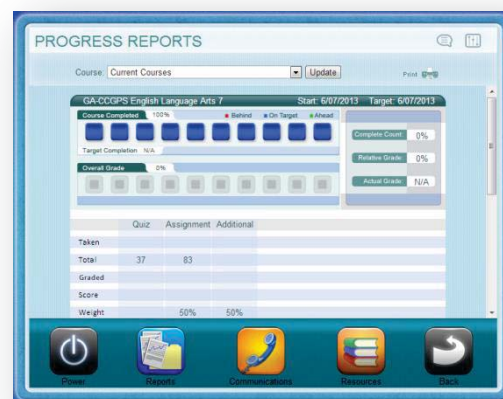 PROGRESS REPORTS
Course: Current Courses Update Print
GA-CCGPS English Language Arts 7 Start: 6/07/2013 Target: 6/07/2013
Course Completed 100% Behind On Target Ahead
Target Completion N/A
Overall Grade 0%
Complete Count 0%
Relative Grade 0%
Actual Grade N/A
Quiz Assignment Additional
Taken
Total 37 83
Graded
Score
Weight 50% 50%
Power Reports Communications Resources Back